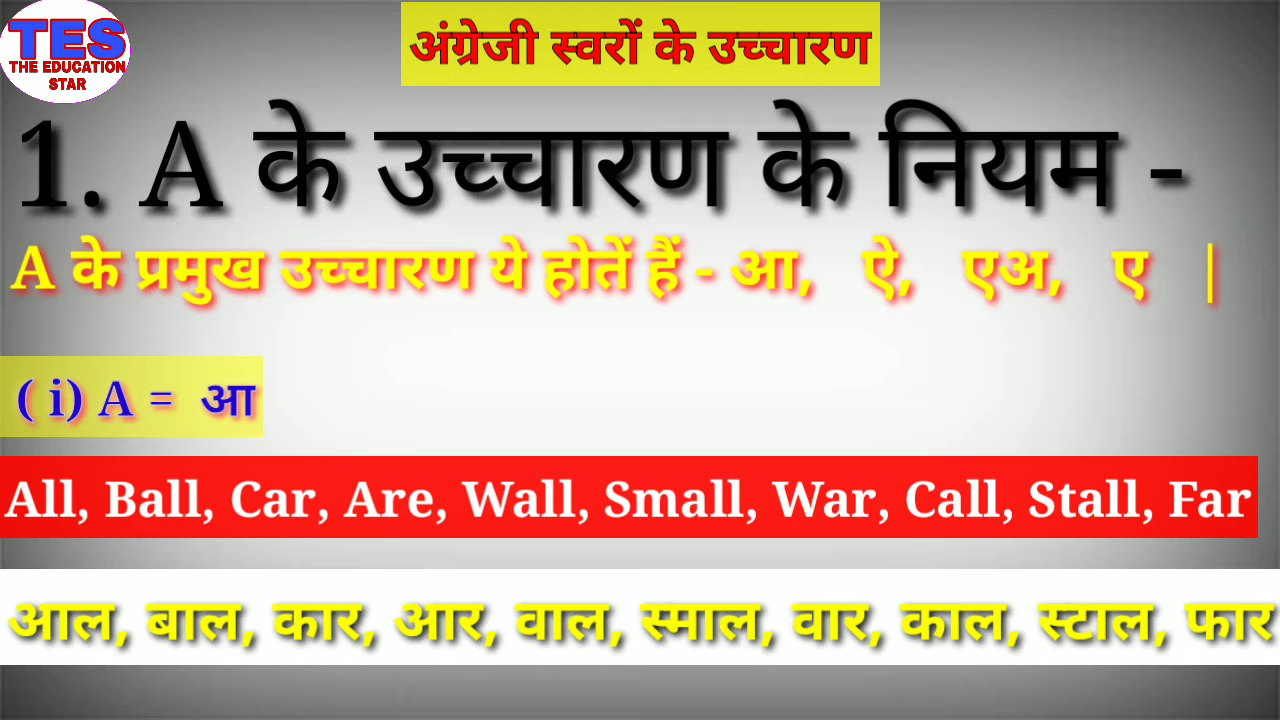 TES
THE EDUCATION
STAR
अंग्रेजी स्वरों के उच्चारण
1. A के उच्चारण के नियम -
A के प्रमुख उच्चारण ये होतें हैं - आ, ऐ, एअ, ए |
( i) A = आ
All, Ball, Car, Are, Wall, Small, War, Call, Stall, Far
आल, बाल, कार, आर, वाल, स्माल, वार, काल, स्टाल, फार